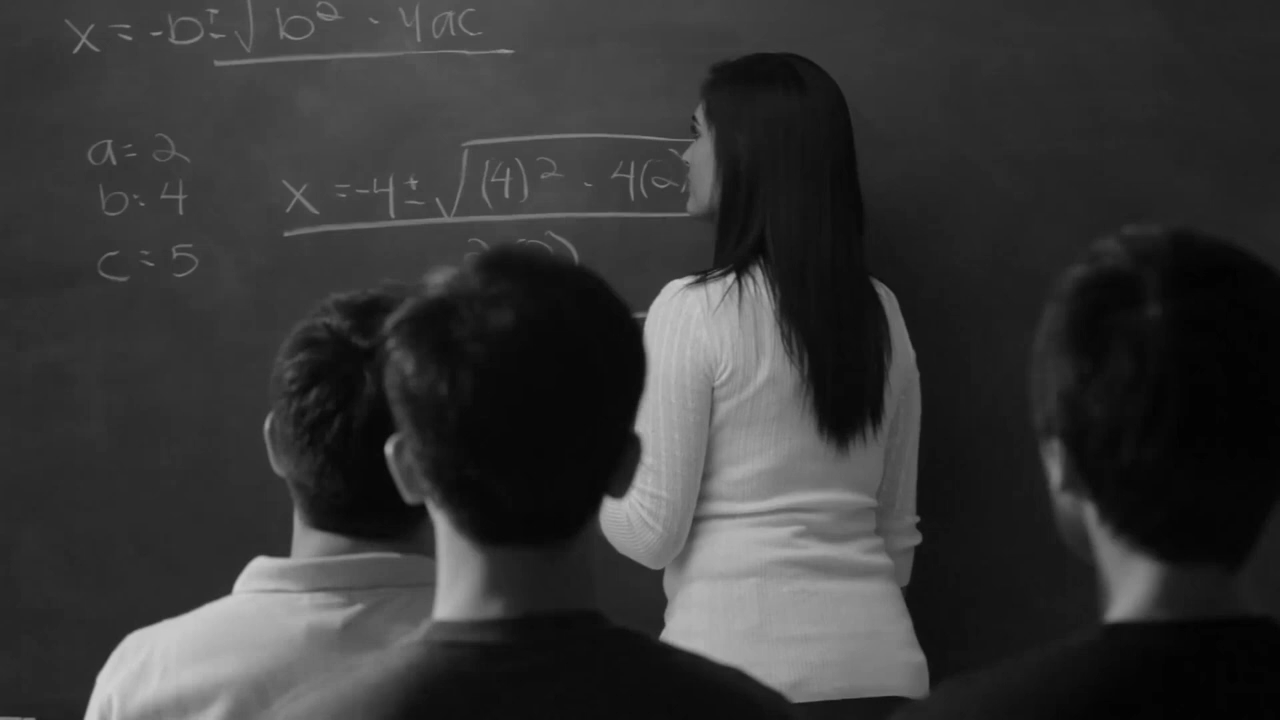 x = -b ± √ b² - 4ac
a = 2
b = 4
c = 5
x = -4 ± √ (4)² - 4(2)